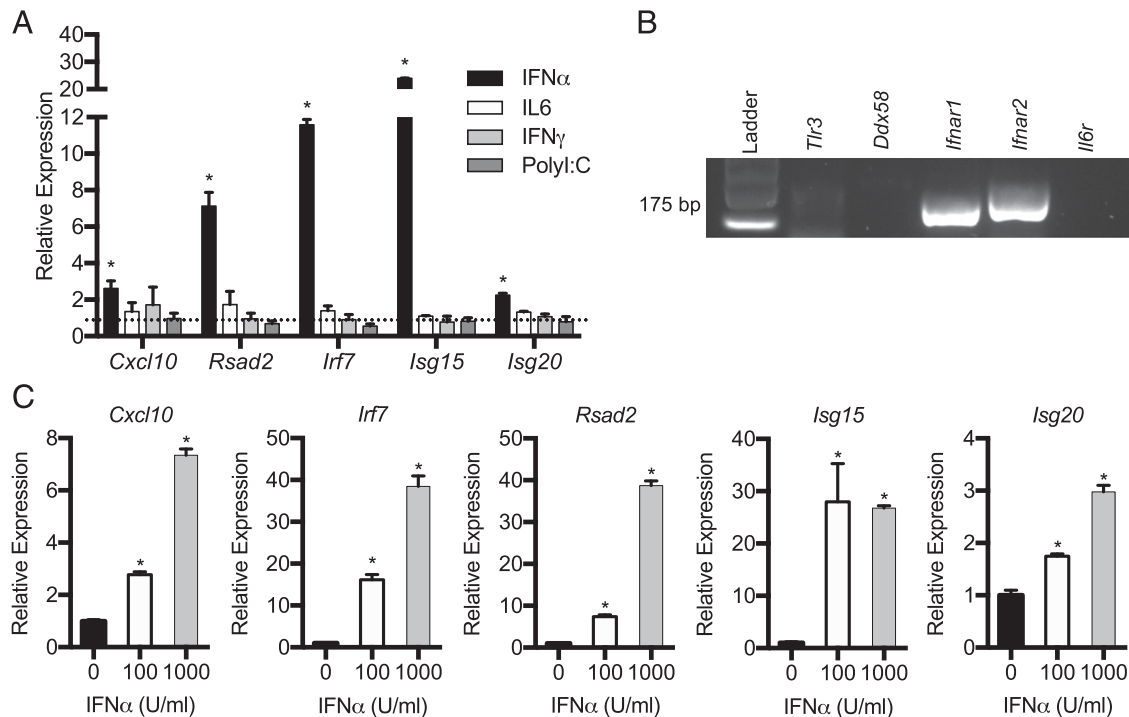 A
40
30
20
12
10
8
6
4
2
0
Relative Expression
*
*
*
*
*
IFNα
IL6
IFNγ
PolyI:C
Cxcl10 Rsad2 Irf7 Isg15 Isg20
B
Ladder Tlr3 Ddx58 Ifnar1 Ifnar2 Il6r
175 bp
C
Cxcl10
Relative Expression
8
6
4
2
0
* *
0 100 1000
IFNα (U/ml)
Irf7
Relative Expression
50
40
30
20
10
0
* *
0 100 1000
IFNα (U/ml)
Rsad2
Relative Expression
50
40
30
20
10
0
* *
0 100 1000
IFNα (U/ml)
Isg15
Relative Expression
40
30
20
10
0
* *
0 100 1000
IFNα (U/ml)
Isg20
Relative Expression
4
3
2
1
0
* *
0 100 1000
IFNα (U/ml)